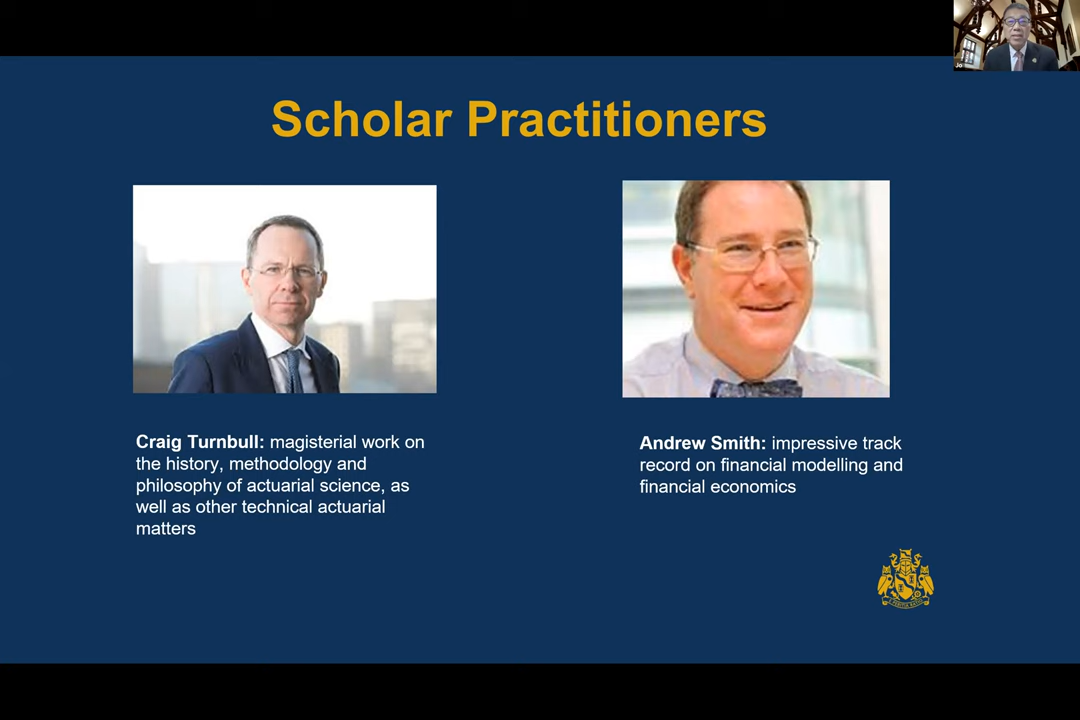 Jo
Scholar Practitioners
Craig Turnbull: magisterial work on
the history, methodology and
philosophy of actuarial science, as
well as other technical actuarial
matters
Andrew Smith: impressive track
record on financial modelling and
financial economics